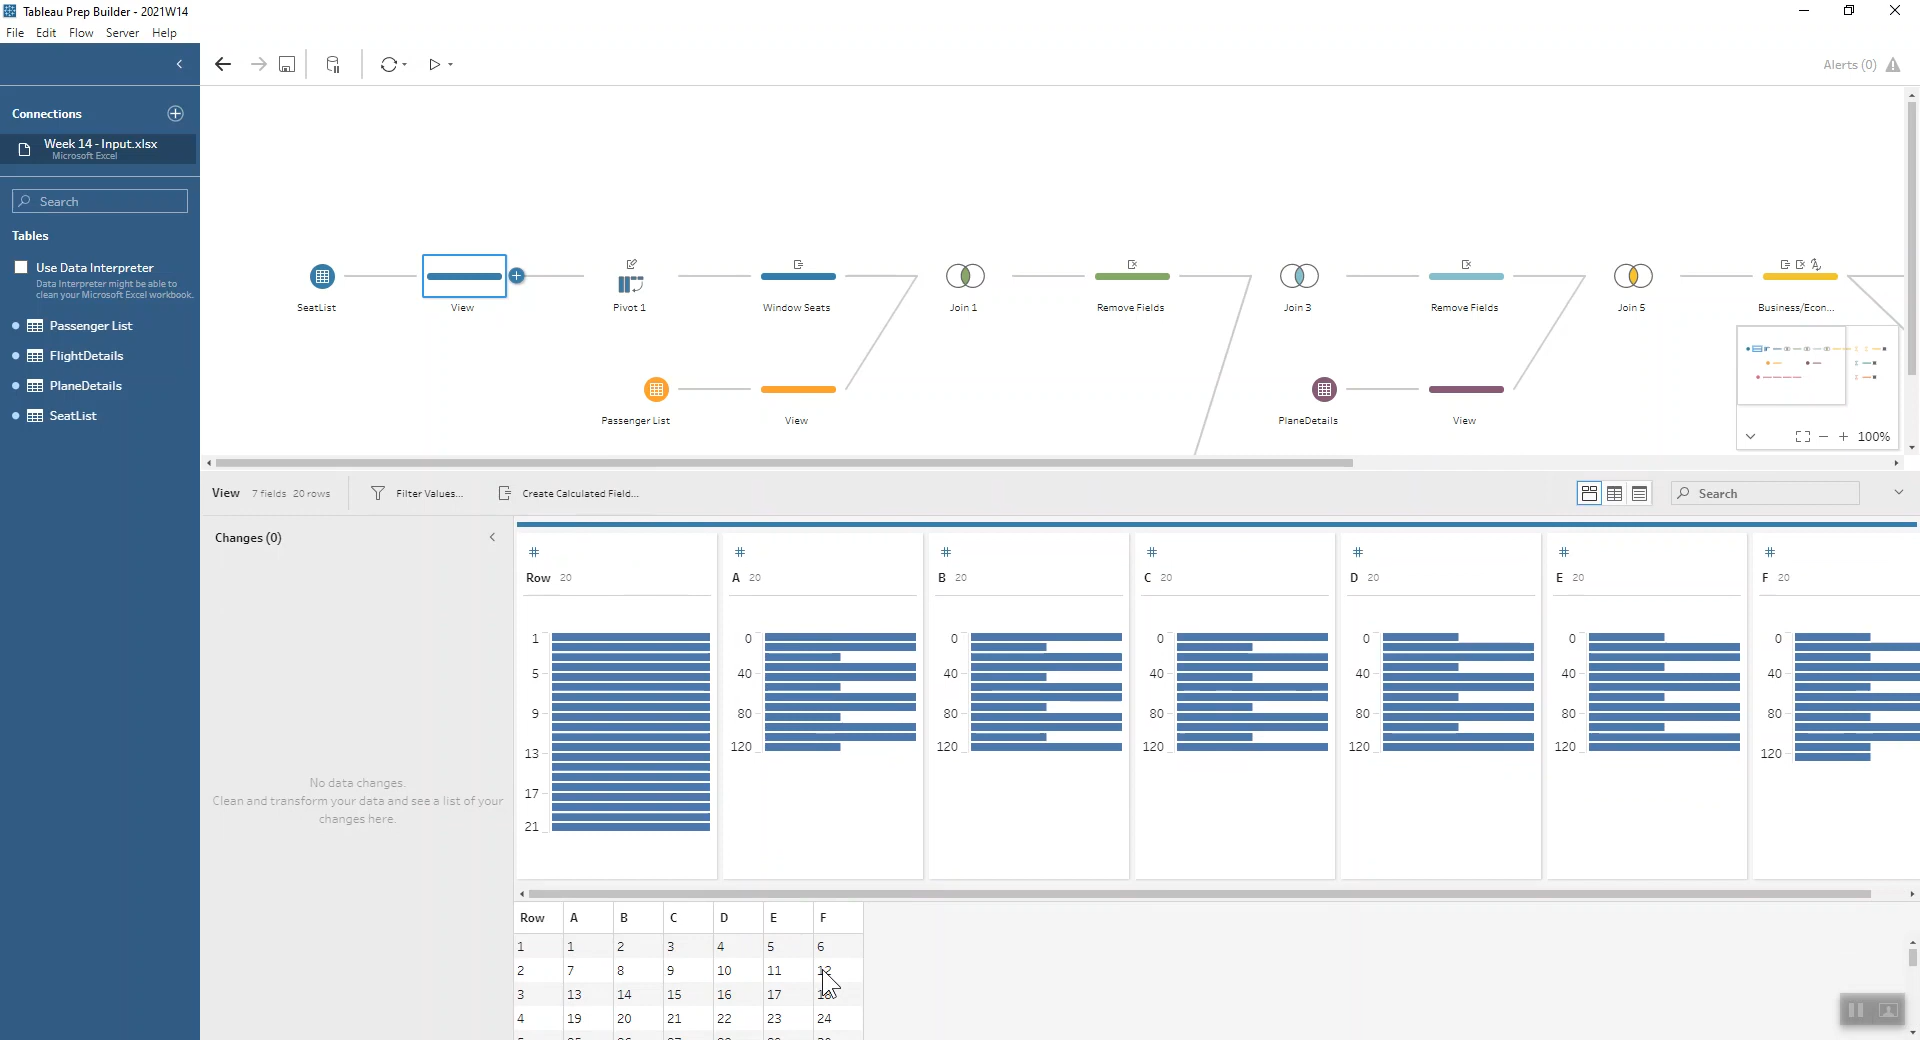 Tableau Prep Builder - 2021W14
File Edit Flow Server Help
Alerts (0)
Connections
Week 14 - Input.xlsx
Microsoft Excel
Search
Tables
Use Data Interpreter
Data Interpreter might be able to
clean your Microsoft Excel workbook.
Passenger List
FlightDetails
PlaneDetails
SeatList
SeatList View Pivot 1 Window Seats Join 1 Remove Fields Join 3 Remove Fields Join 5 Business/Econ...
Passenger List View PlaneDetails View
100%
View 7 fields 20 rows Filter Values... Create Calculated Field... Search
Changes (0)
No data changes.
Clean and transform your data and see a list of your
changes here.
# # # # # # #
Row 20 A 20 B 20 C 20 D 20 E 20 F 20
1 0 0 0 0 0 0
5 40 40 40 40 40 40
9 80 80 80 80 80 80
13 120 120 120 120 120 120
17
21
Row A B C D E F
1 1 2 3 4 5 6
2 7 8 9 10 11 12
3 13 14 15 16 17
4 19 20 21 22 23 24